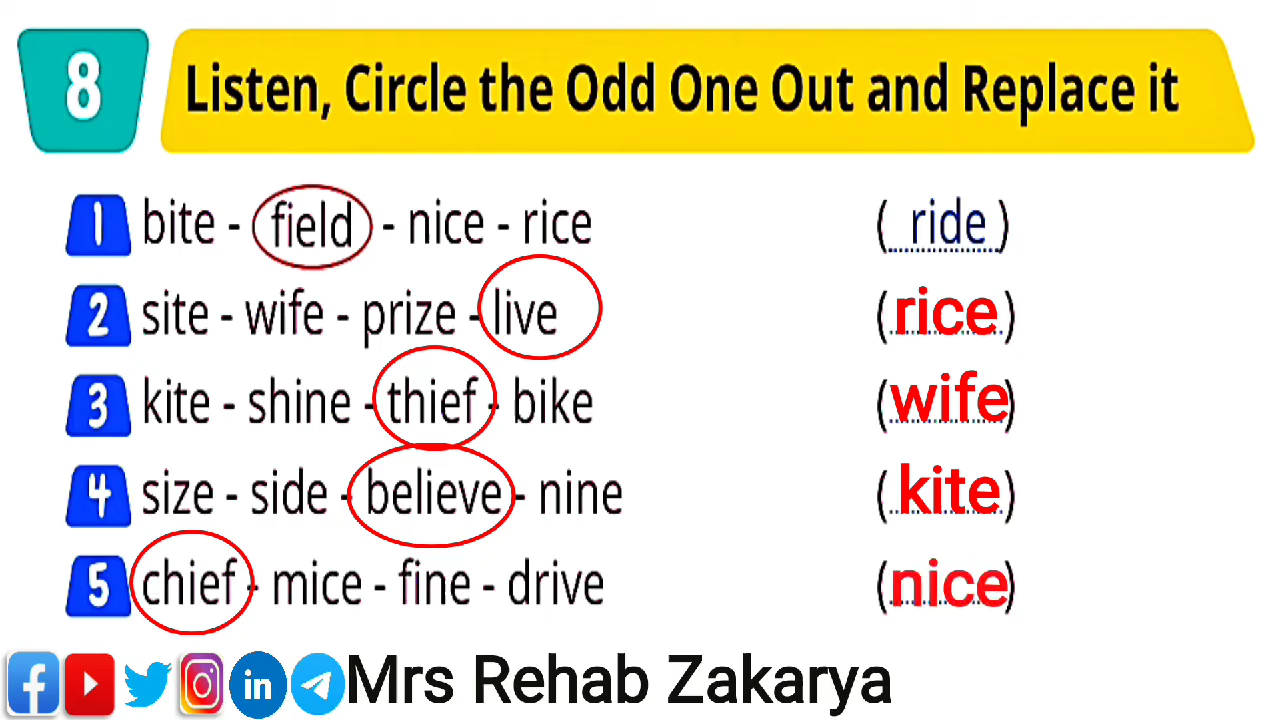 8 Listen, Circle the Odd One Out and Replace it
1 bite - field - nice - rice (ride)
2 site - wife - prize - live (rice)
3 kite - shine - thief - bike (wife)
4 size - side - believe - nine (kite)
5 chief - mice - fine - drive (nice)
Mrs Rehab Zakarya